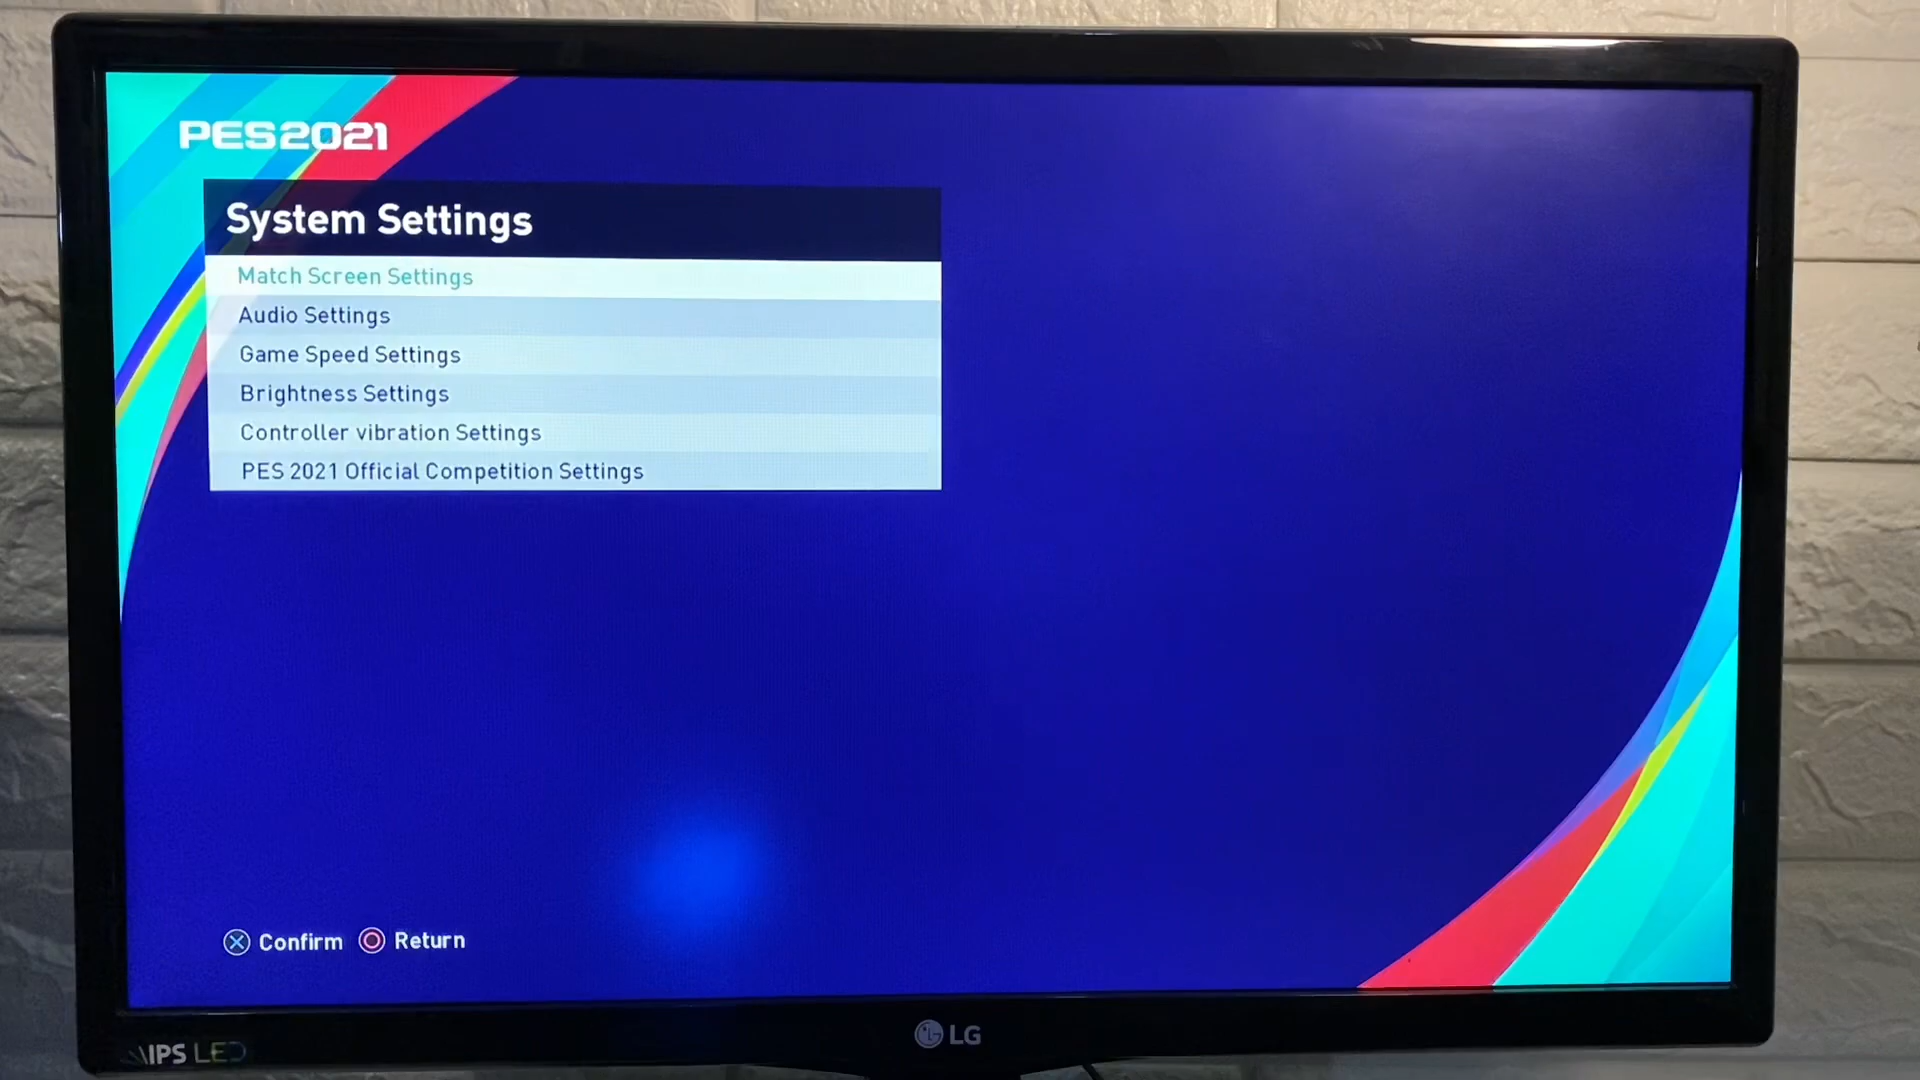 PES2021
System Settings
Match Screen Settings
Audio Settings
Game Speed Settings
Brightness Settings
Controller vibration Settings
PES 2021 Official Competition Settings
Confirm Return
LG
IPS LED